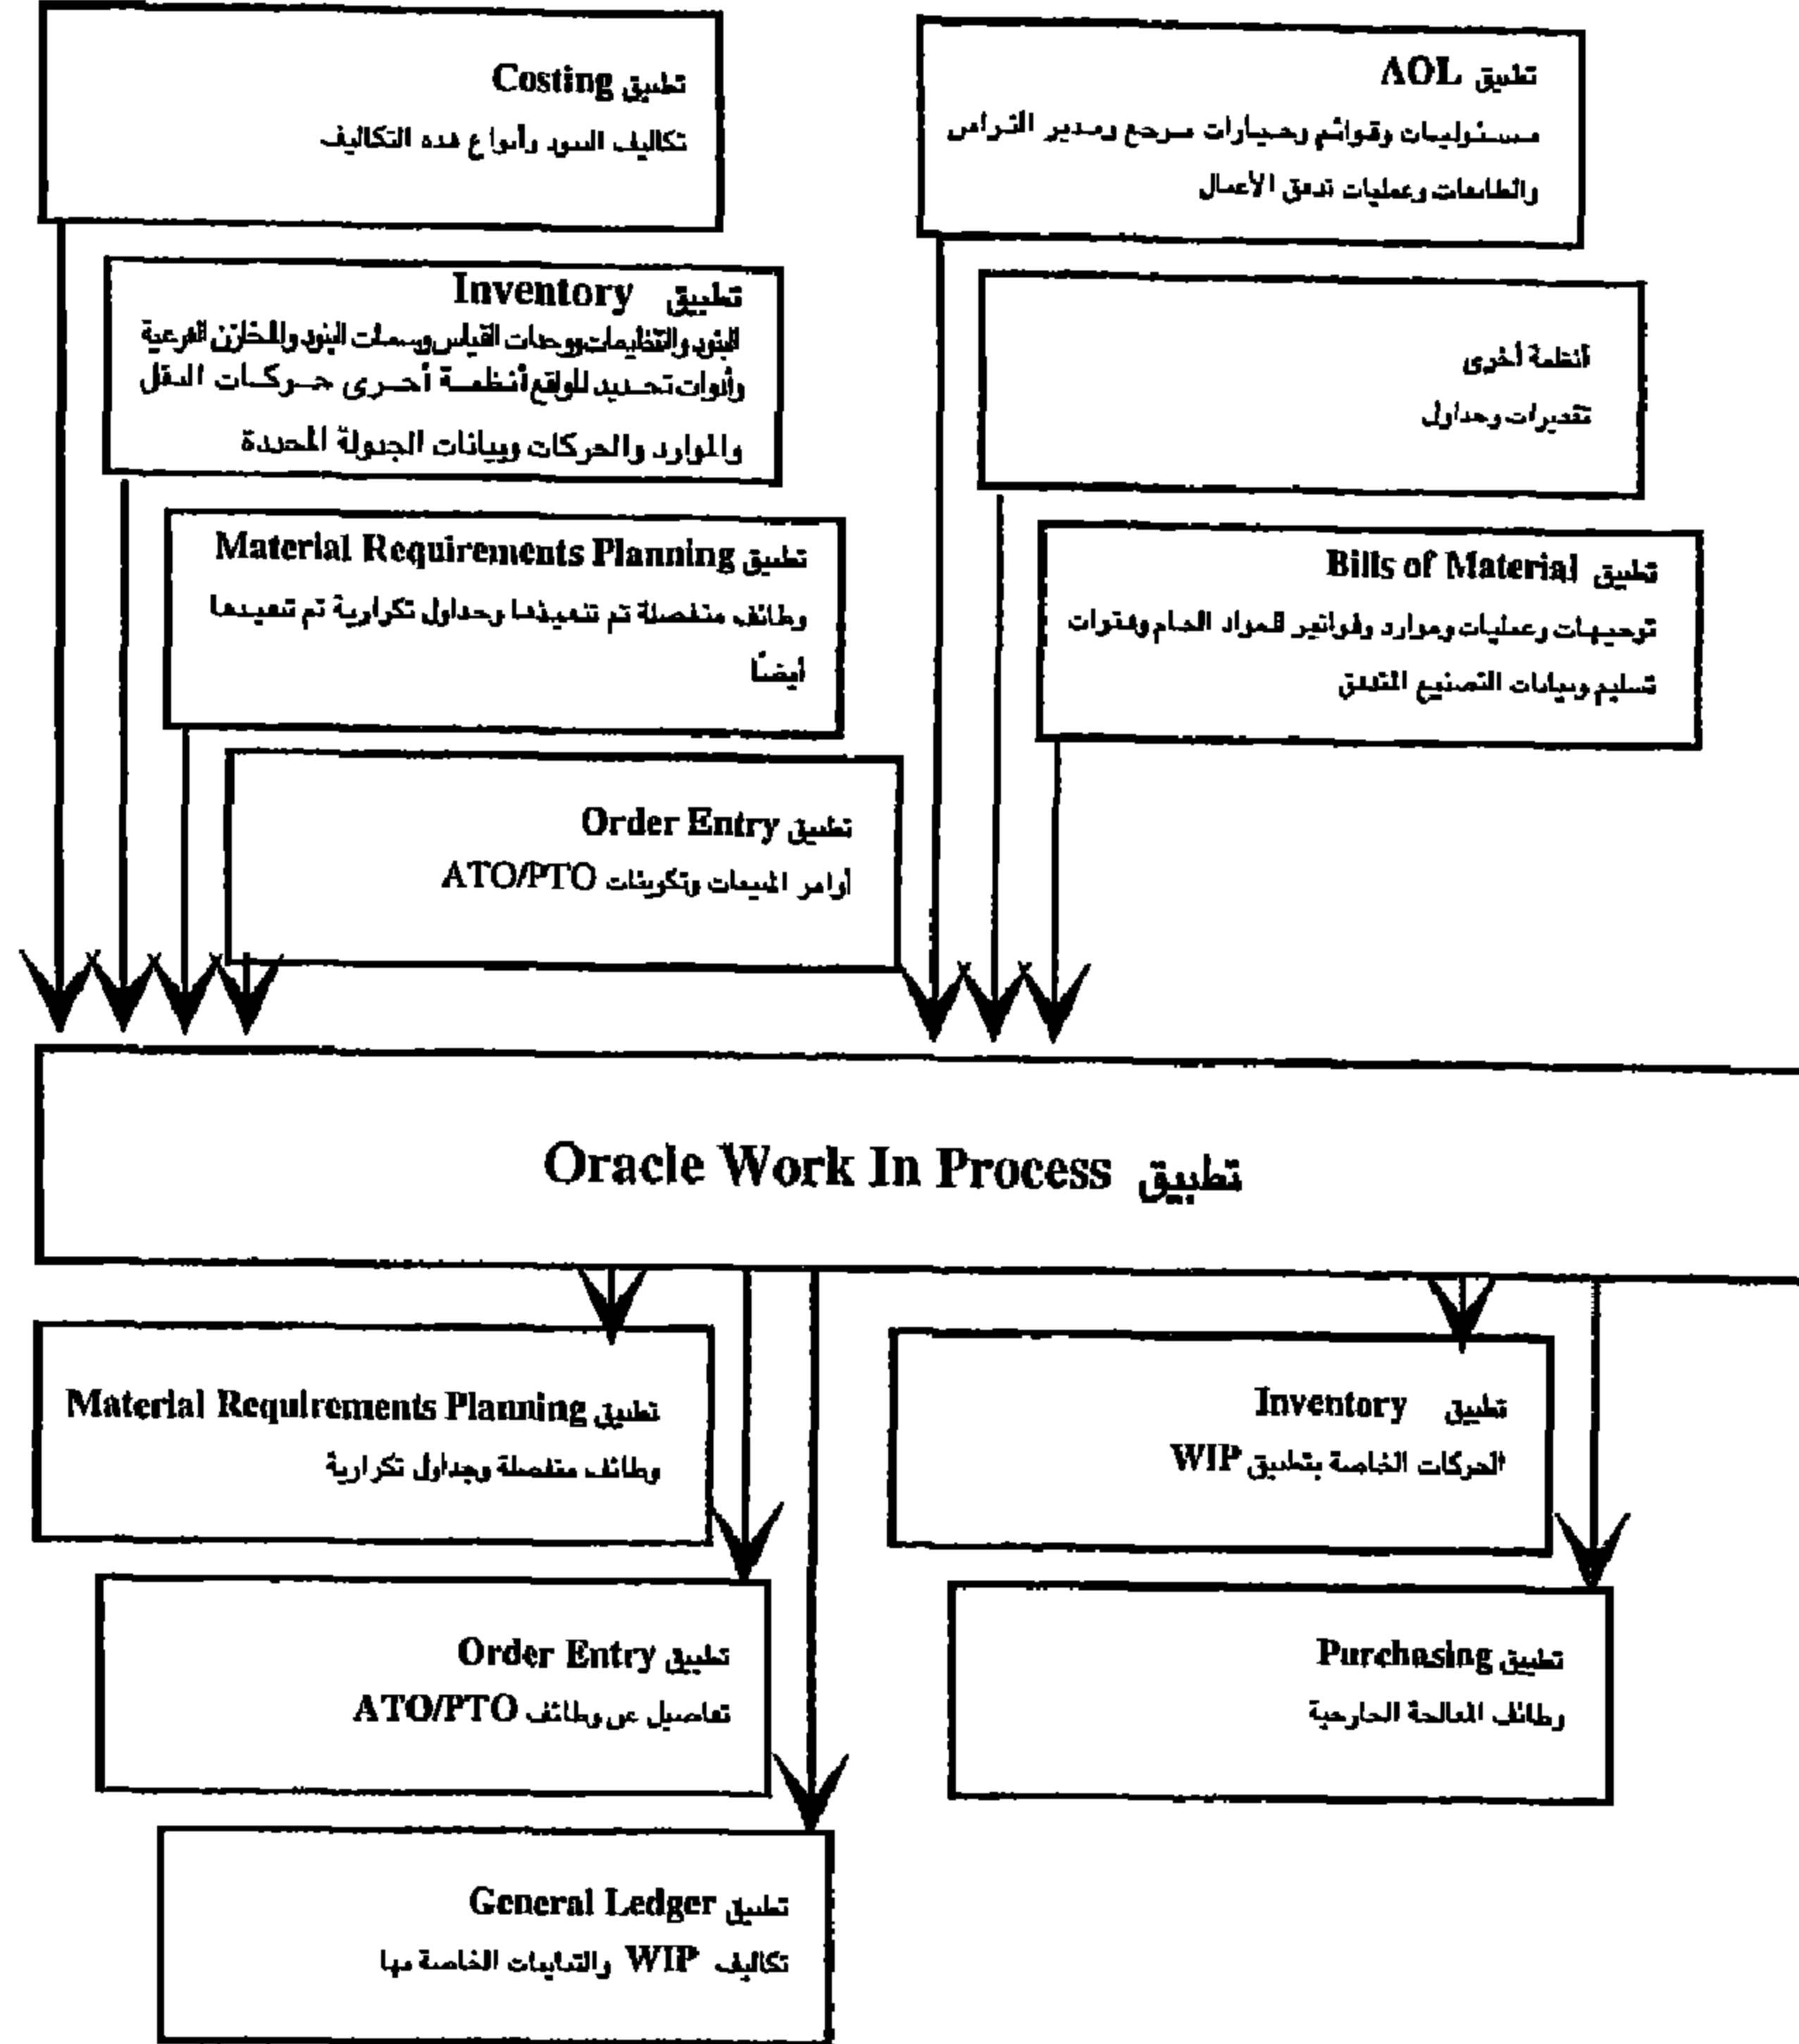 تطبيق Costing
تكاليف البنود وأنواع هذه التكاليف
تطبيق AOL
مسئوليات وقوائم وخيارات مرجع ومدير التزامن
والطابعات وعمليات تدفق الأعمال
تطبيق Inventory
البنود والتنظيمات ووحدات القياس وسمات البنود والمخازن الفرعية
وأدوات تحديد المواقع أنظمة أخرى حركات النقل
والموارد والحركات وبيانات الجدولة المحددة
أنظمة أخرى
تقديرات وجداول
تطبيق Material Requirements Planning
وظائف منفصلة تم تنفيذها وجداول تكرارية تم تنفيذها
أيضًا
تطبيق Bills of Material
توجيهات وعمليات وموارد وفواتير للمواد الخام وفترات
تسليم وبيانات التصنيع المتدفق
تطبيق Order Entry
أوامر المبيعات وتكوينات ATO/PTO
تطبيق Oracle Work In Process
تطبيق Material Requirements Planning
وظائف منفصلة وجداول تكرارية
تطبيق Inventory
الحركات الخاصة بتطبيق WIP
تطبيق Order Entry
تفاصيل عن وظائف ATO/PTO
تطبيق Purchasing
وظائف المعالجة الخارجية
تطبيق General Ledger
تكاليف WIP والتباينات الخاصة بها